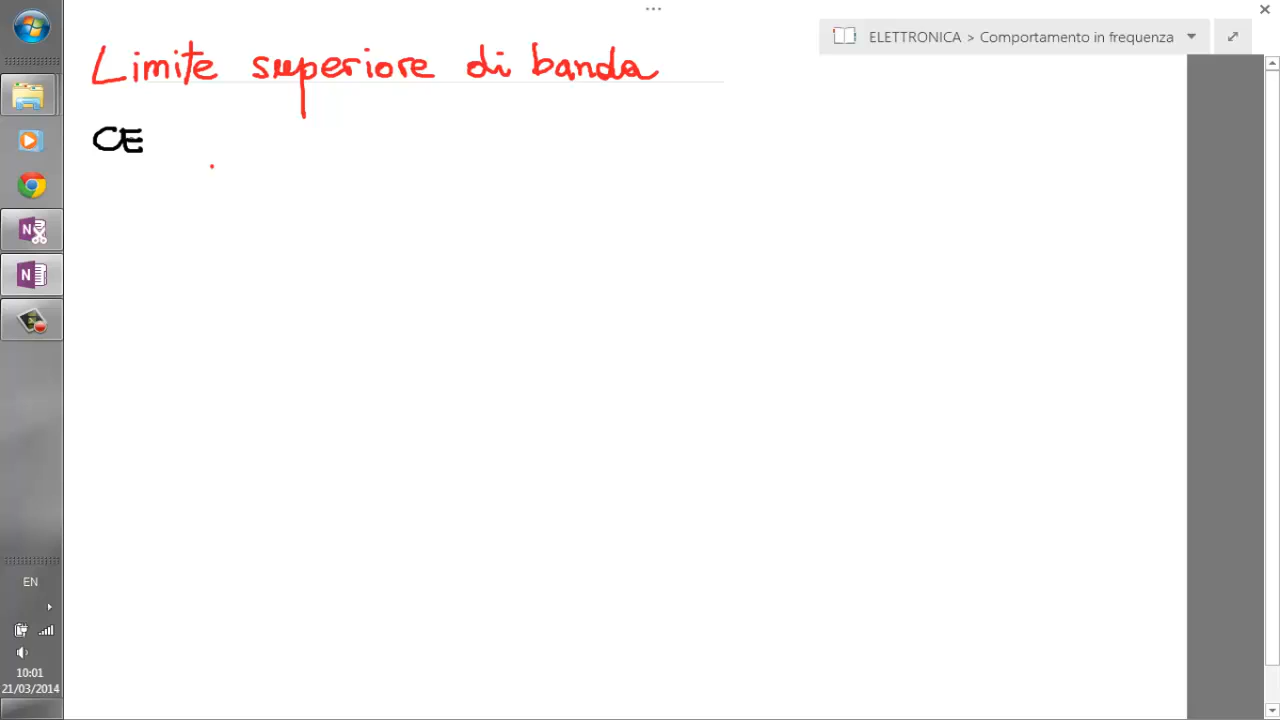 ELETTRONICA > Comportamento in frequenza
Limite superiore di banda
CE
EN
10:01
21/03/2014